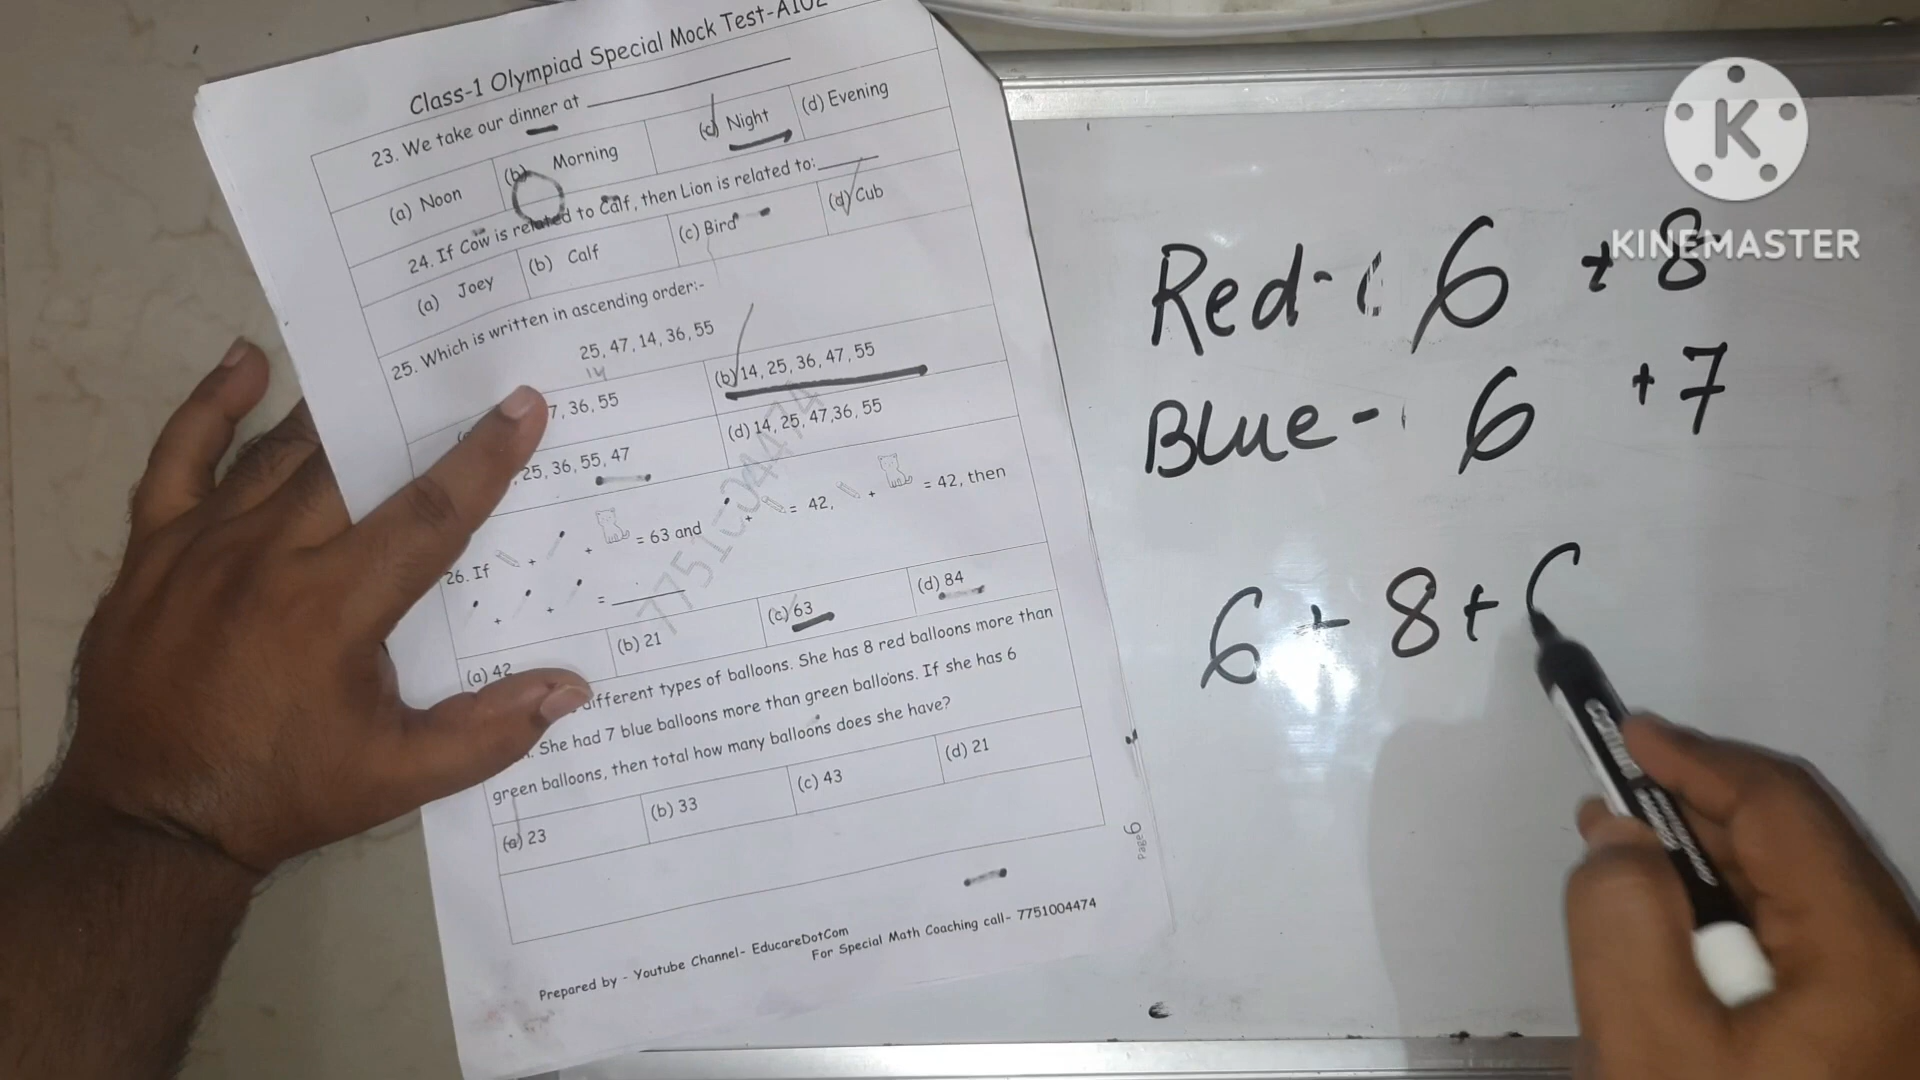 Class-1 Olympiad Special Mock Test-A102
23. We take our dinner at
(a) Noon (b) Morning (c) Night (d) Evening
24. If Cow is related to Calf, then Lion is related to:
(a) Joey (b) Calf (c) Bird (d) Cub
25. Which is written in ascending order:-
25, 47, 14, 36, 55
14
7, 36, 55 (b) 14, 25, 36, 47, 55
25, 36, 55, 47 (d) 14, 25, 47,36, 55
26. If + + = 63 and + = 42, + = 42, then
+ + =
(a) 42 (b) 21 (c) 63 (d) 84
different types of balloons. She has 8 red balloons more than
. She had 7 blue balloons more than green balloons. If she has 6
green balloons, then total how many balloons does she have?
(a) 23 (b) 33 (c) 43 (d) 21
Page 6
Prepared by - Youtube Channel- EducareDotCom
For Special Math Coaching call- 7751004474
7751004474
K
KINEMASTER
Red- 6 + 8
Blue- 6 + 7
6 + 8 +